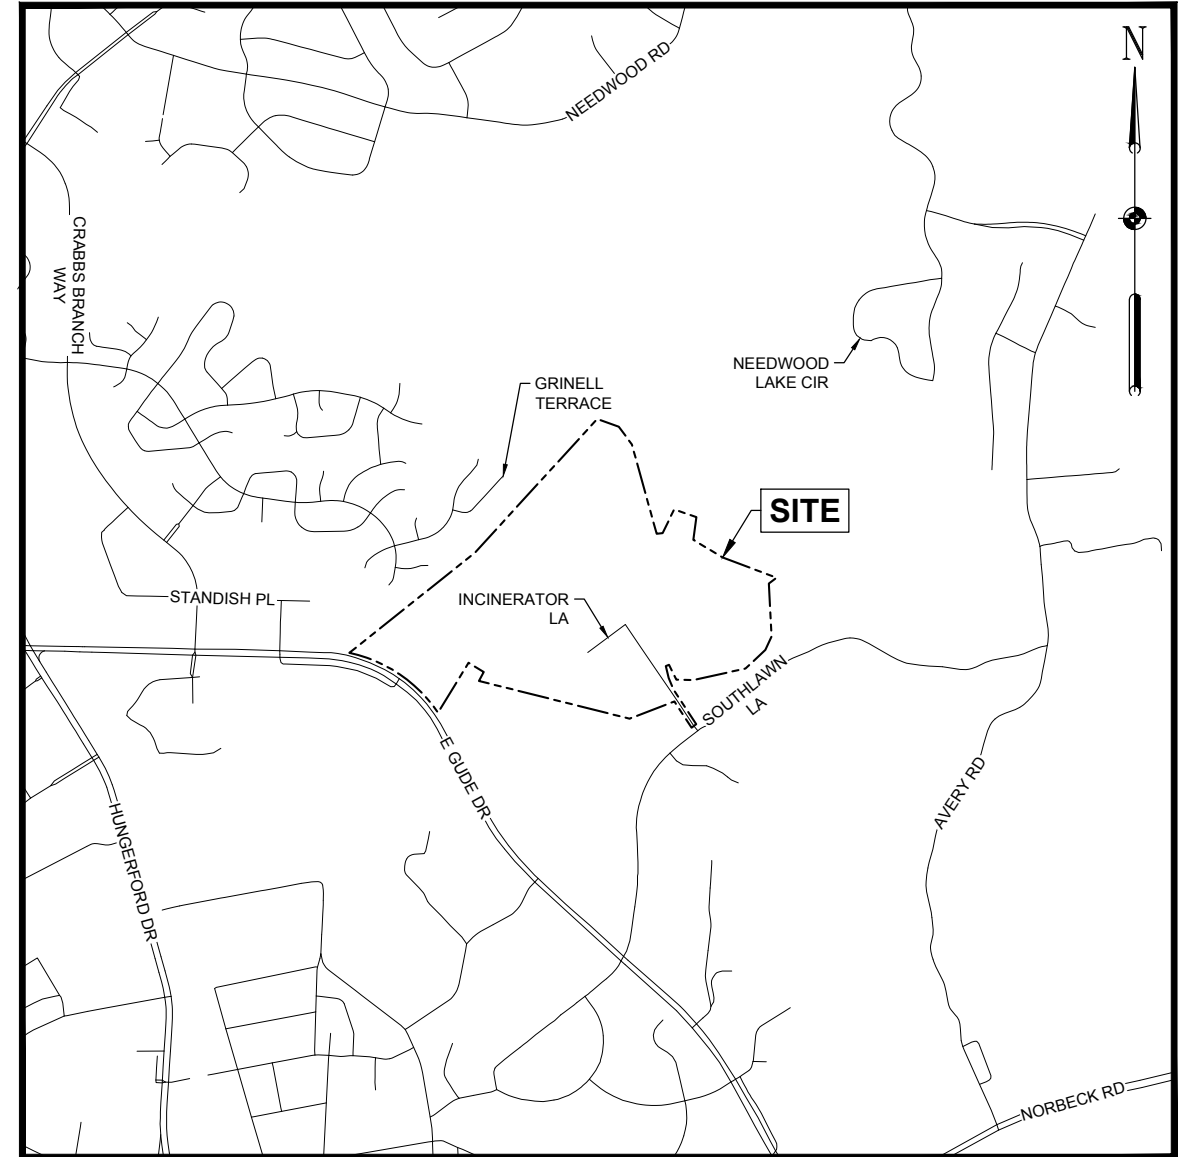 N
NEEDWOOD RD
CRABBS BRANCH
WAY
NEEDWOOD
LAKE CIR
GRINELL
TERRACE
SITE
STANDISH PL
INCINERATOR
LA
SOUTHLAWN
LA
E GUDE DR
HUNGERFORD DR
AVERY RD
NORBECK RD